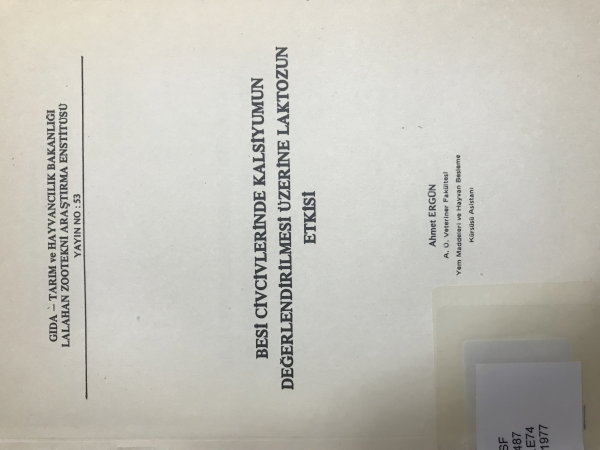 GIDA – TARIM ve HAYVANCILIK BAKANLIĞI
LALAHAN ZOOTEKNİ ARAŞTIRMA ENSTİTÜSÜ
YAYIN NO : 53
BESİ CİVCİVLERİNDE KALSİYUMUN
DEĞERLENDİRİLMESİ ÜZERİNE LAKTOZUN
ETKİSİ
Ahmet ERGÜN
A. Ü. Veteriner Fakültesi
Yem Maddeleri ve Hayvan Besleme
Kürsüsü Asistanı
SF
487
.E74
1977